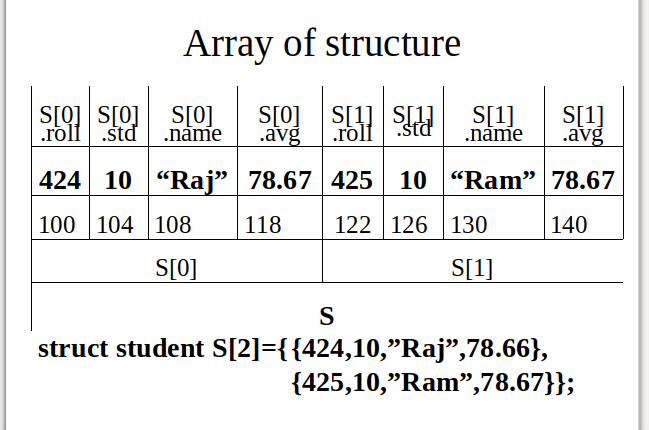 Array of structure
S[0] .roll S[0] .std S[0] .name S[0] .avg S[1] .roll S[1] .std S[1] .name S[1] .avg
424 10 “Raj” 78.67 425 10 “Ram” 78.67
100 104 108 118 122 126 130 140
S[0] S[1]
S
struct student S[2]={{424,10,”Raj”,78.66},
{425,10,”Ram”,78.67}};